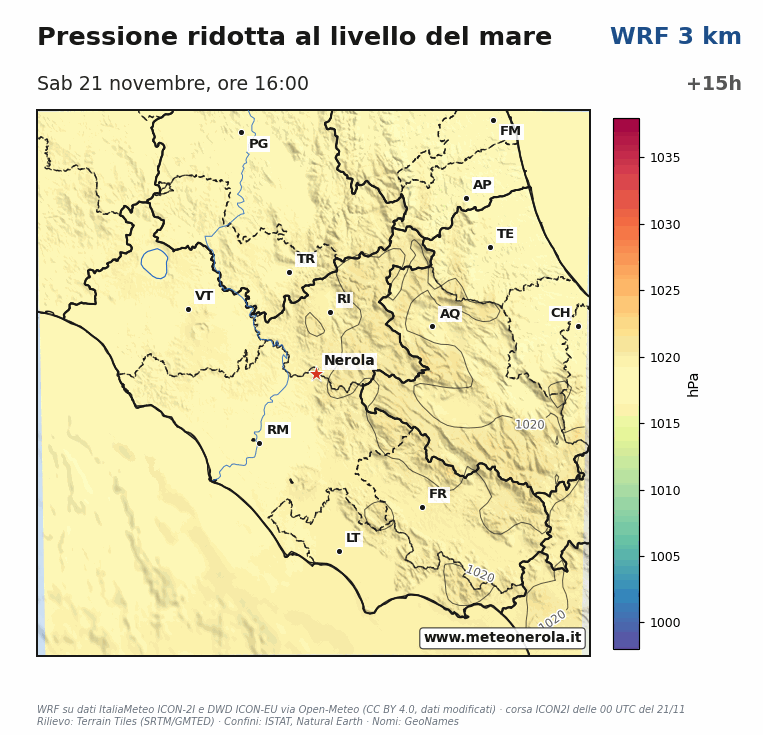 Pressione ridotta al livello del mare
WRF 3 km
Sab 21 novembre, ore 16:00
+15h
FM
PG
AP
TE
TR
VT
RI
AQ
CH
Nerola
1020
RM
FR
LT
1020
1020
www.meteonerola.it
1035
1030
1025
1020
1015
1010
1005
1000
hPa
WRF su dati ItaliaMeteo ICON-2I e DWD ICON-EU via Open-Meteo (CC BY 4.0, dati modificati) · corsa ICON2I delle 00 UTC del 21/11
Rilievo: Terrain Tiles (SRTM/GMTED) · Confini: ISTAT, Natural Earth · Nomi: GeoNames